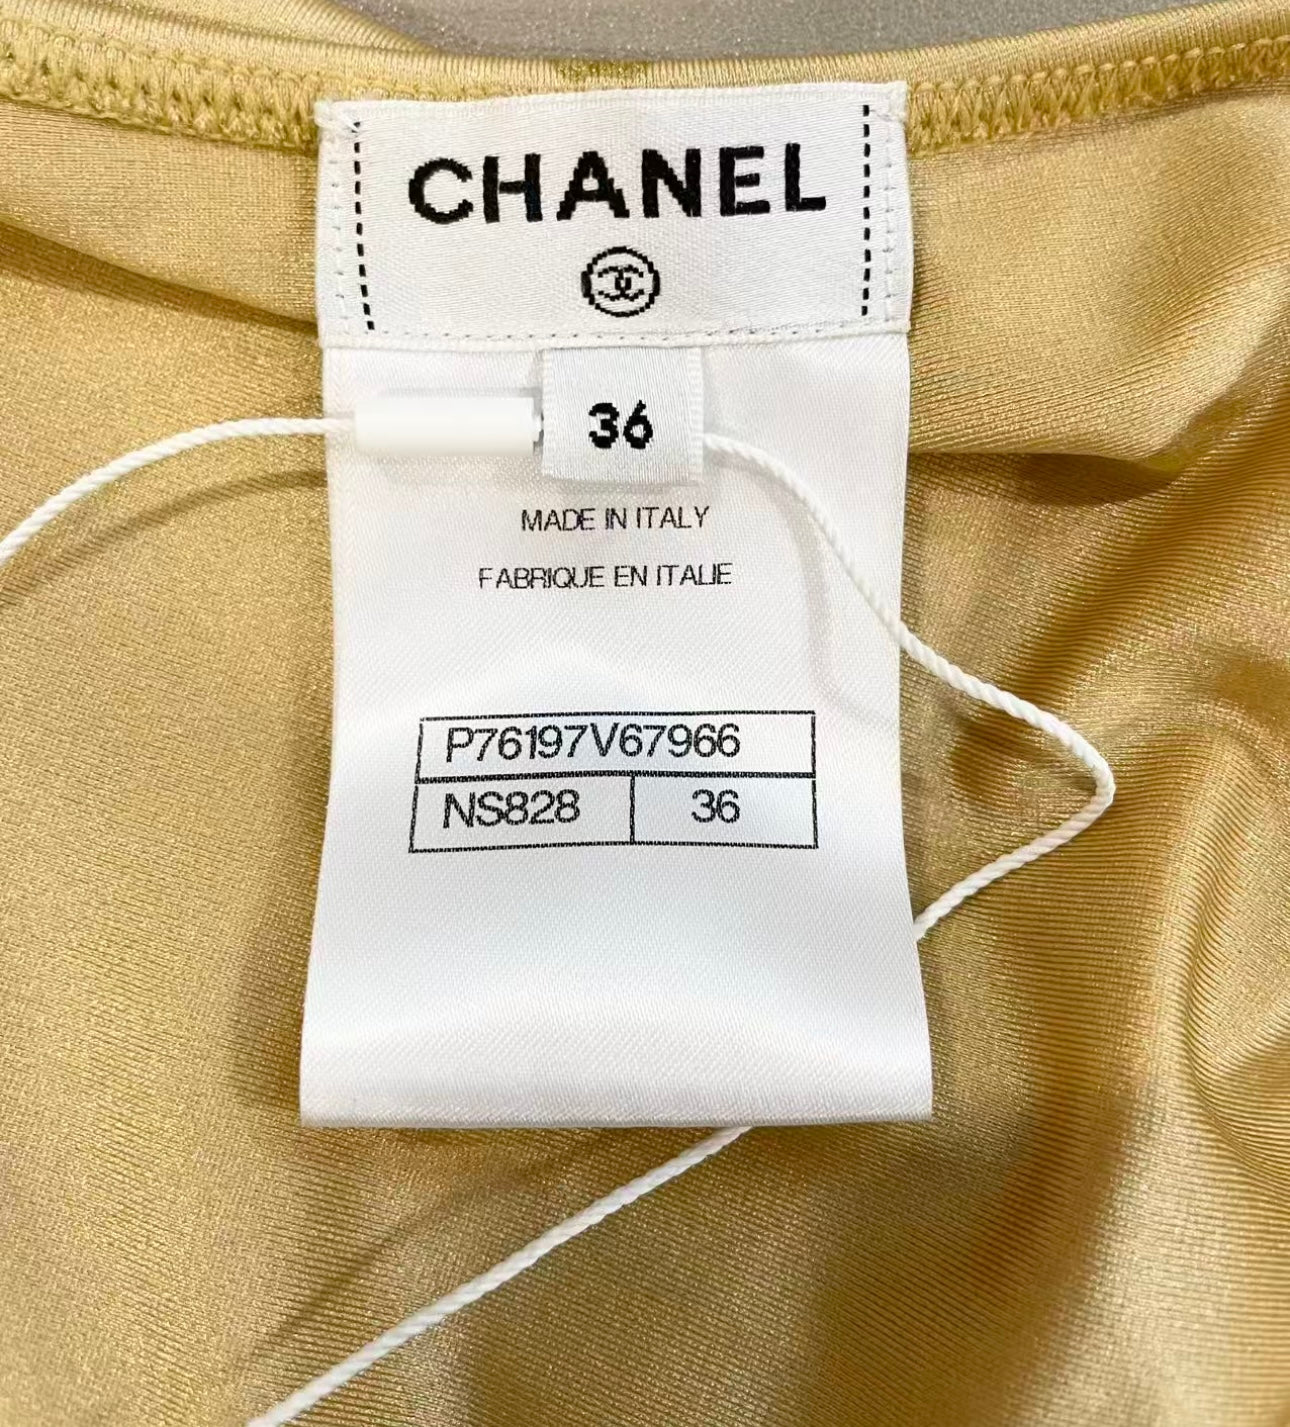 CHANEL
36
MADE IN ITALY
FABRIQUE EN ITALIE
P76197V67966
NS828 36